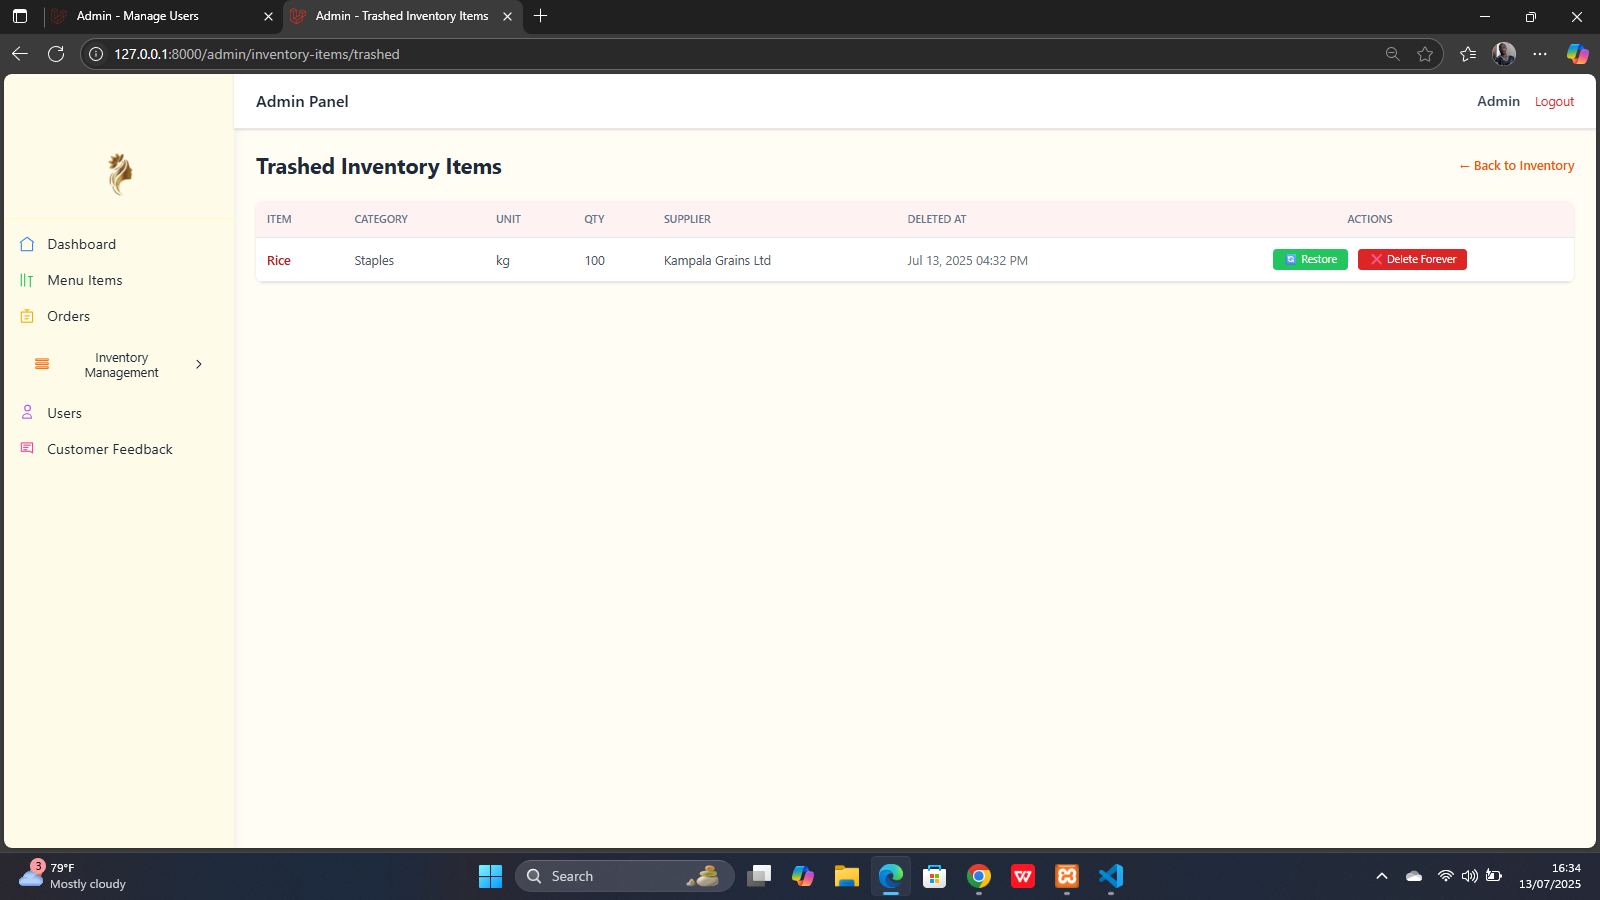 Admin - Manage Users
Admin - Trashed Inventory Items
127.0.0.1:8000/admin/inventory-items/trashed
Admin Panel
Admin Logout
Trashed Inventory Items
← Back to Inventory
ITEM CATEGORY UNIT QTY SUPPLIER DELETED AT ACTIONS
Rice Staples kg 100 Kampala Grains Ltd Jul 13, 2025 04:32 PM Restore Delete Forever
Dashboard
Menu Items
Orders
Inventory
Management
Users
Customer Feedback
3
79°F
Mostly cloudy
Search
16:34
13/07/2025